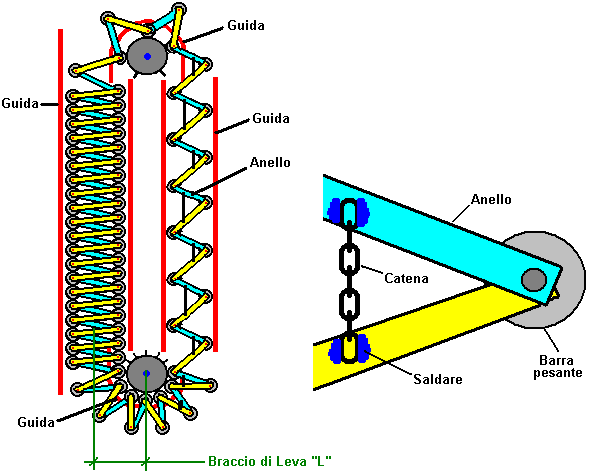 Guida
Guida
Guida
Anello
Anello
Catena
Barra
pesante
Saldare
Guida
Braccio di Leva "L"